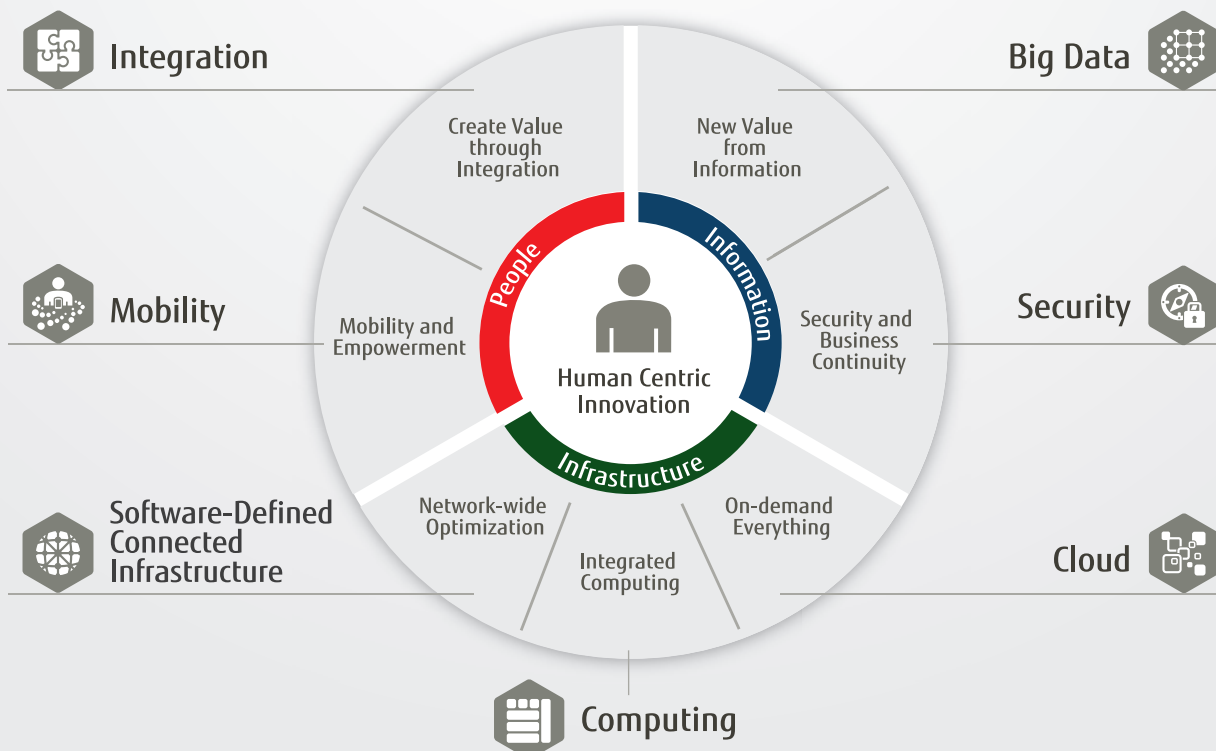 Integration
Big Data
Create Value
through
Integration
New Value
from
Information
People
Information
Mobility
Security
Mobility and
Empowerment
Security and
Business
Continuity
Human Centric
Innovation
Infrastructure
Software-Defined
Connected
Infrastructure
Network-wide
Optimization
On-demand
Everything
Integrated
Computing
Cloud
Computing